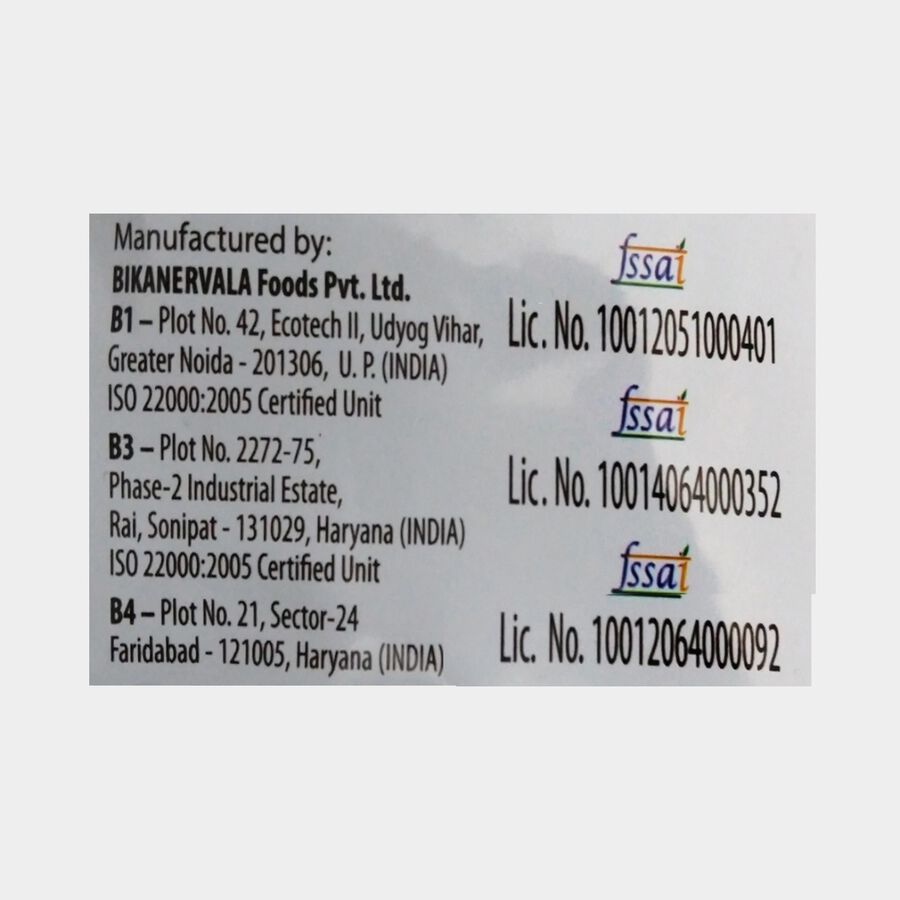 Manufactured by:
BIKANERVALA Foods Pvt. Ltd.
B1 – Plot No. 42, Ecotech II, Udyog Vihar,
Greater Noida - 201306, U. P. (INDIA)
ISO 22000:2005 Certified Unit
B3 – Plot No. 2272-75,
Phase-2 Industrial Estate,
Rai, Sonipat - 131029, Haryana (INDIA)
ISO 22000:2005 Certified Unit
B4 – Plot No. 21, Sector-24
Faridabad - 121005, Haryana (INDIA)
fssai
Lic. No. 10012051000401
fssai
Lic. No. 10014064000352
fssai
Lic. No. 10012064000092